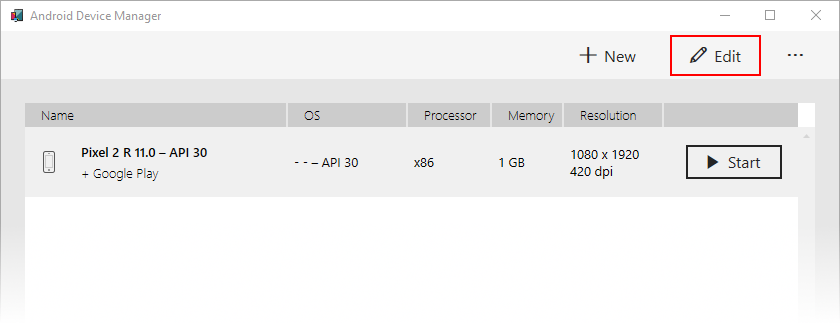 Android Device Manager
New Edit ...
Name OS Processor Memory Resolution
Pixel 2 R 11.0 – API 30
+ Google Play
- - – API 30
x86
1 GB
1080 x 1920
420 dpi
Start